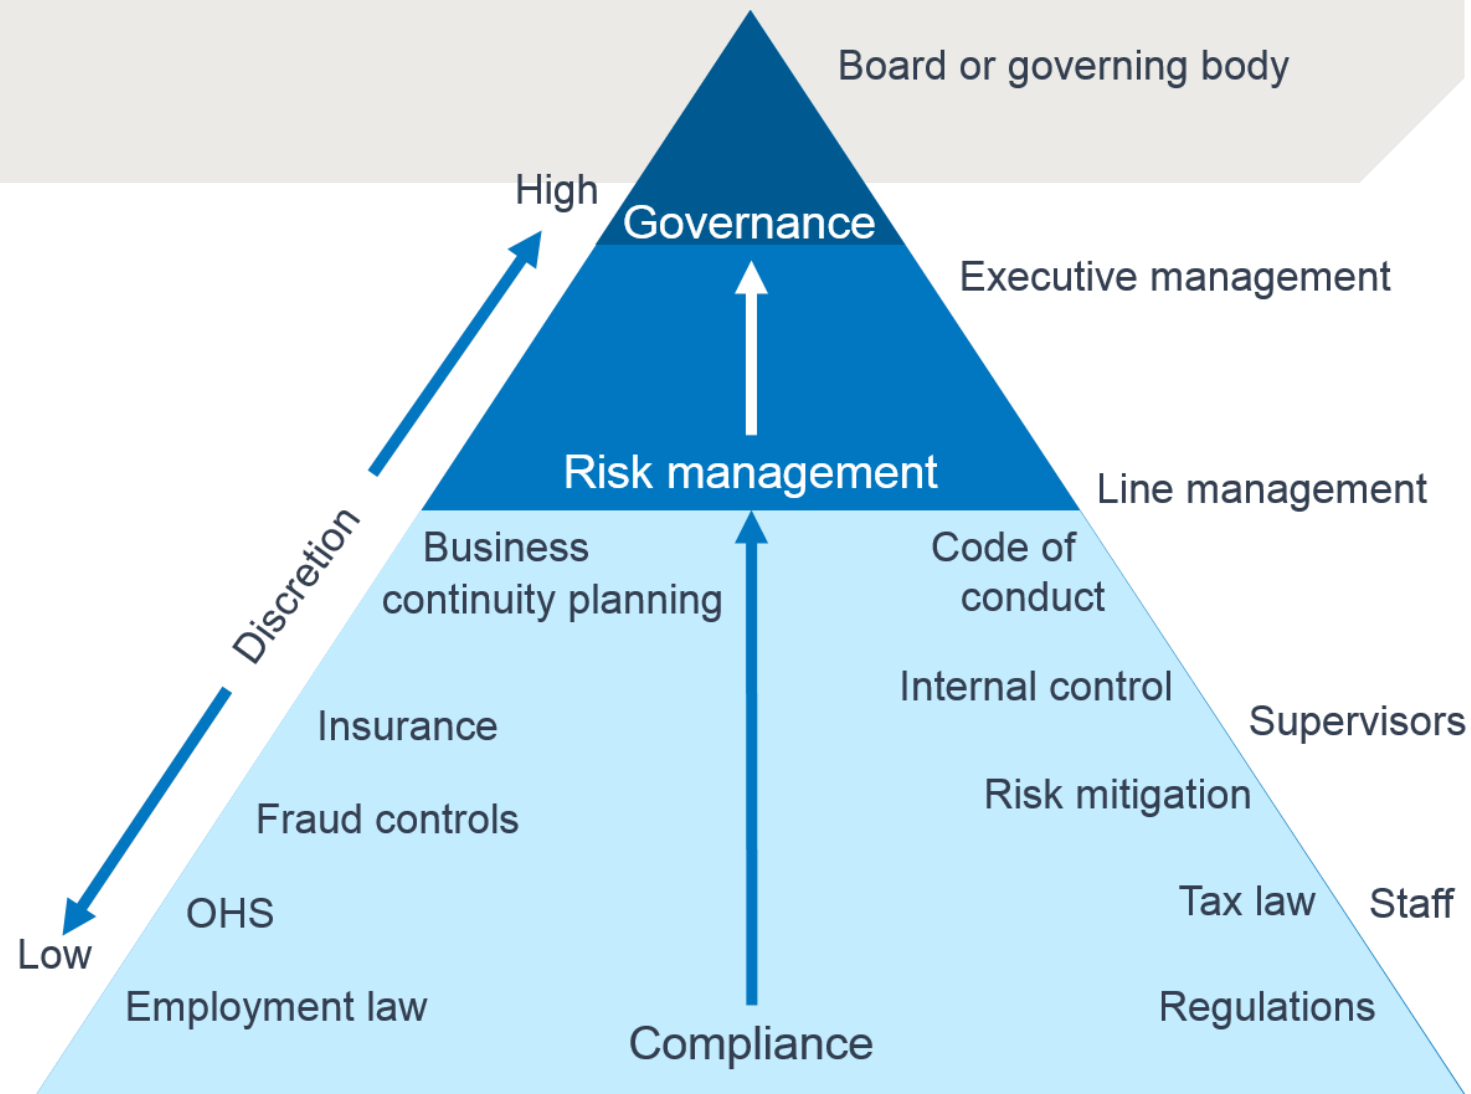 Board or governing body
High
Governance
Executive management
Risk management
Line management
Discretion
Business
continuity planning
Code of
conduct
Internal control
Insurance
Supervisors
Risk mitigation
Fraud controls
OHS
Tax law
Staff
Low
Employment law
Regulations
Compliance